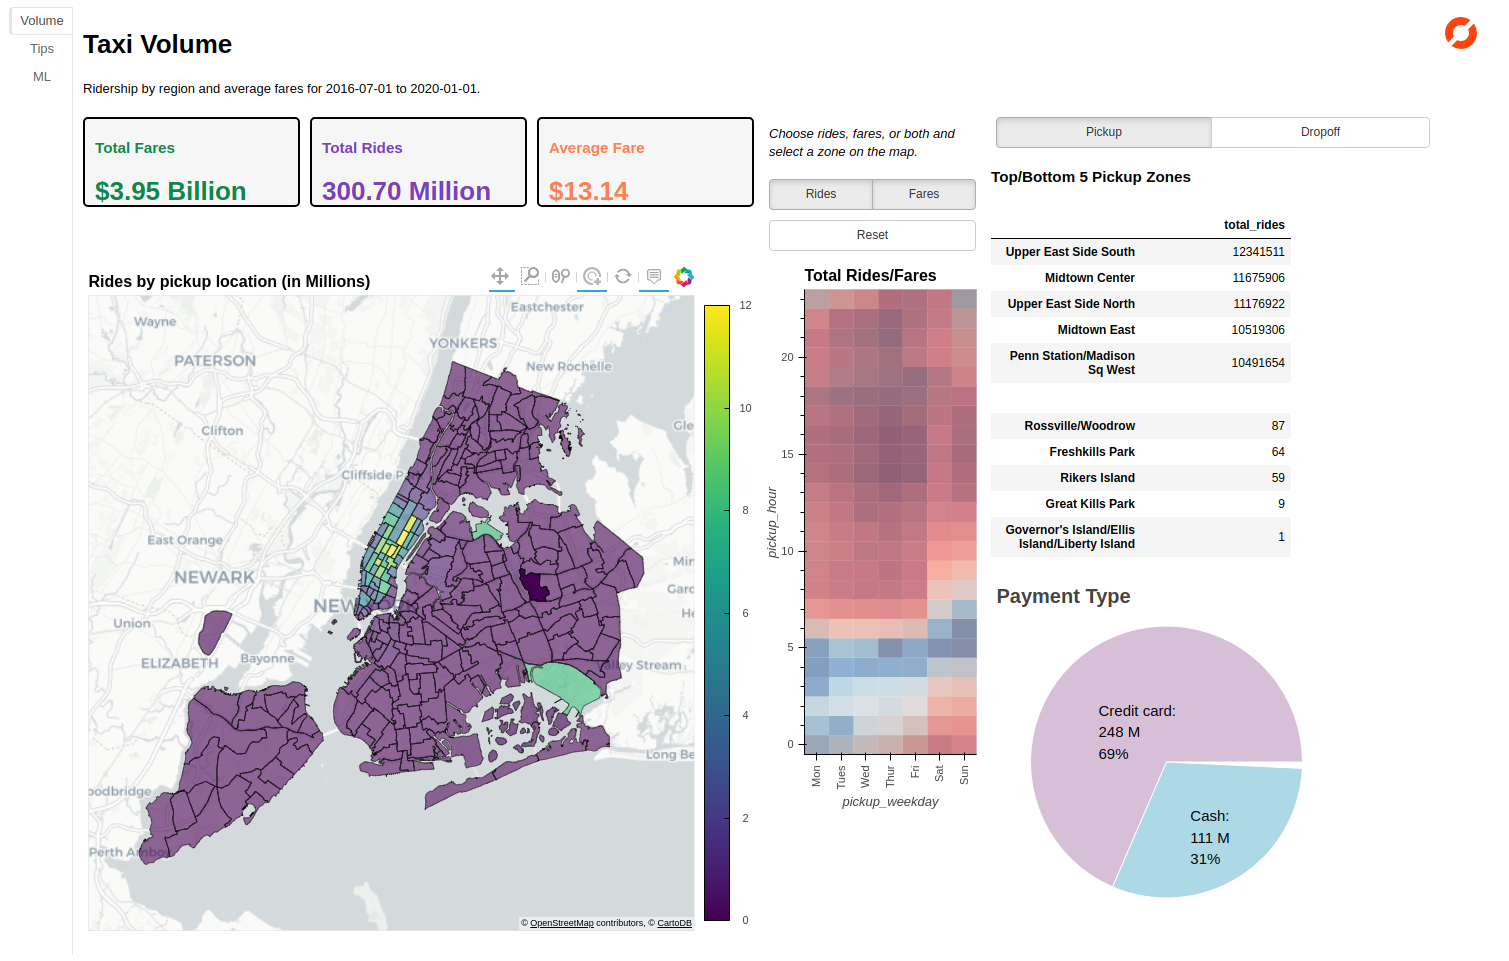 Volume
Tips
ML
Taxi Volume
Ridership by region and average fares for 2016-07-01 to 2020-01-01.
Total Fares
$3.95 Billion
Total Rides
300.70 Million
Average Fare
$13.14
Choose rides, fares, or both and
select a zone on the map.
Rides
Fares
Reset
Pickup
Dropoff
Top/Bottom 5 Pickup Zones
total_rides
Upper East Side South 12341511
Midtown Center 11675906
Upper East Side North 11176922
Midtown East 10519306
Penn Station/Madison
Sq West 10491654
Rossville/Woodrow 87
Freshkills Park 64
Rikers Island 59
Great Kills Park 9
Governor's Island/Ellis
Island/Liberty Island 1
Rides by pickup location (in Millions)
Eastchester
Wayne
YONKERS
PATERSON
New Rochelle
Clifton
Gle
Cliffside P
East Orange
Min
NEWARK
Gard
NEW
He
Union
ELIZABETH
Bayonne
Valley Stream
Long Be
oodbridge
Perth Amboy
© OpenStreetMap contributors, © CartoDB
12
10
8
6
4
2
0
Total Rides/Fares
pickup_hour
20
15
10
5
0
Mon
Tues
Wed
Thur
Fri
Sat
Sun
pickup_weekday
Payment Type
Credit card:
248 M
69%
Cash:
111 M
31%